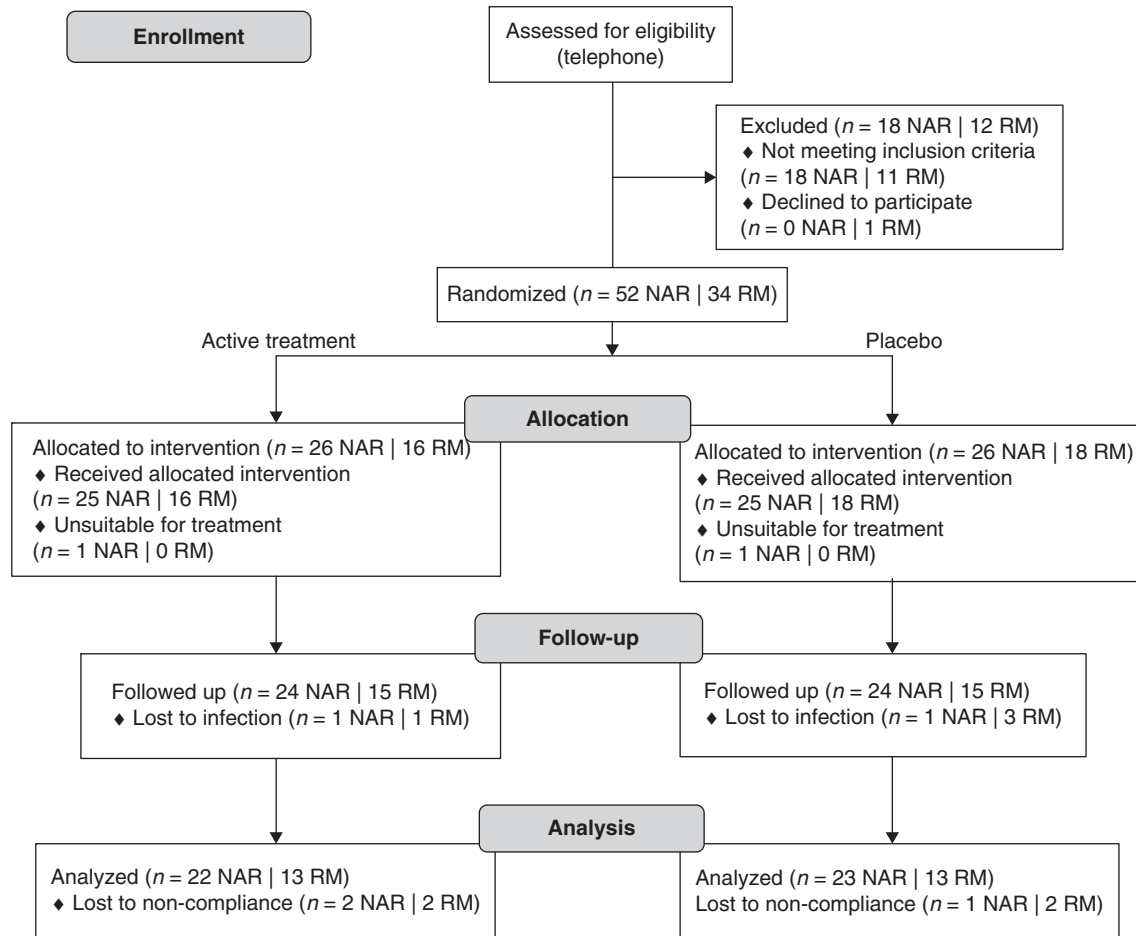 Enrollment
Assessed for eligibility
(telephone)
Excluded (n = 18 NAR | 12 RM)
♦ Not meeting inclusion criteria
(n = 18 NAR | 11 RM)
♦ Declined to participate
(n = 0 NAR | 1 RM)
Randomized (n = 52 NAR | 34 RM)
Active treatment
Placebo
Allocation
Allocated to intervention (n = 26 NAR | 16 RM)
♦ Received allocated intervention
(n = 25 NAR | 16 RM)
♦ Unsuitable for treatment
(n = 1 NAR | 0 RM)
Allocated to intervention (n = 26 NAR | 18 RM)
♦ Received allocated intervention
(n = 25 NAR | 18 RM)
♦ Unsuitable for treatment
(n = 1 NAR | 0 RM)
Follow-up
Followed up (n = 24 NAR | 15 RM)
♦ Lost to infection (n = 1 NAR | 1 RM)
Followed up (n = 24 NAR | 15 RM)
♦ Lost to infection (n = 1 NAR | 3 RM)
Analysis
Analyzed (n = 22 NAR | 13 RM)
♦ Lost to non-compliance (n = 2 NAR | 2 RM)
Analyzed (n = 23 NAR | 13 RM)
Lost to non-compliance (n = 1 NAR | 2 RM)